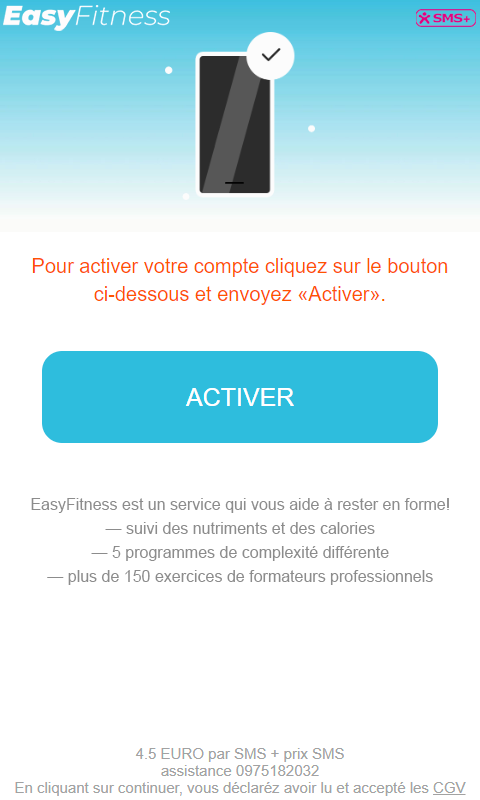 EasyFitness
SMS+
Pour activer votre compte cliquez sur le bouton
ci-dessous et envoyez «Activer».
ACTIVER
EasyFitness est un service qui vous aide à rester en forme!
— suivi des nutriments et des calories
— 5 programmes de complexité différente
— plus de 150 exercices de formateurs professionnels
4.5 EURO par SMS + prix SMS
assistance 0975182032
En cliquant sur continuer, vous déclaréz avoir lu et accepté les CGV